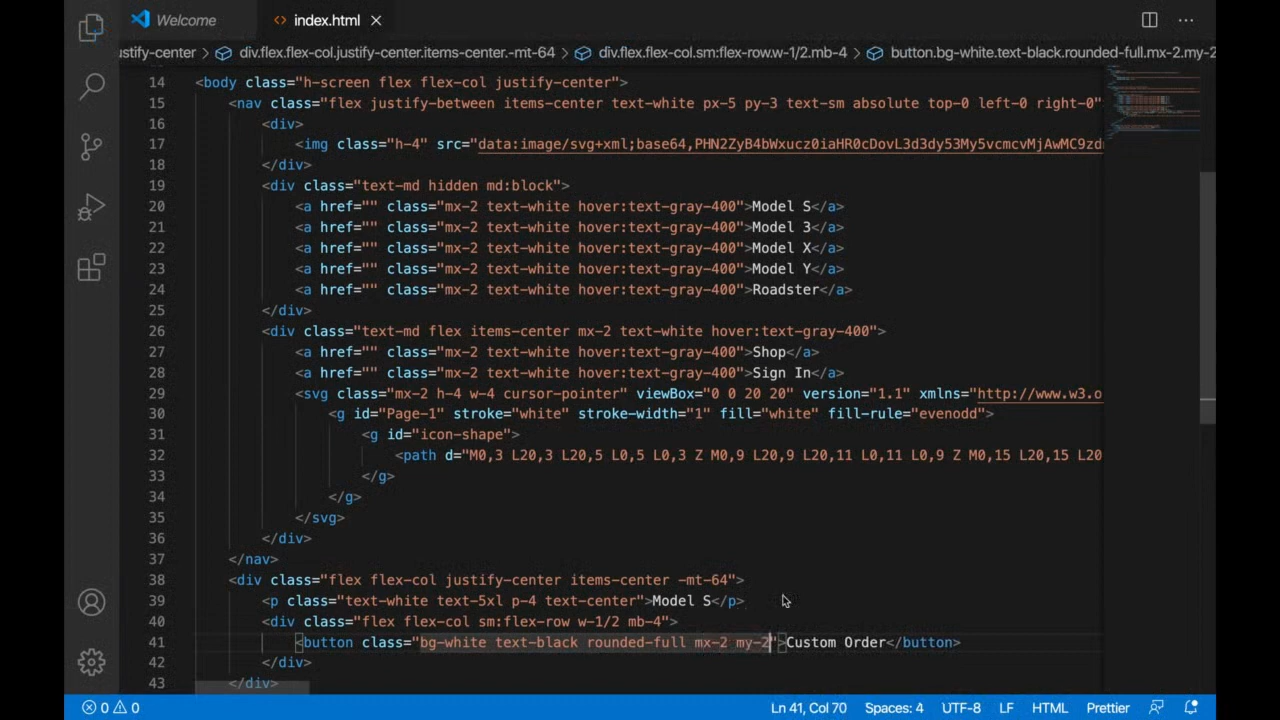 Welcome
<> index.html
ustify-center > div.flex.flex-col.justify-center.items-center.-mt-64 > div.flex.flex-col.sm:flex-row.w-1/2.mb-4 > button.bg-white.text-black.rounded-full.mx-2.my-2
14 <body class="h-screen flex flex-col justify-center">
15 <nav class="flex justify-between items-center text-white px-5 py-3 text-sm absolute top-0 left-0 right-0"
16 <div>
17 <img class="h-4" src="data:image/svg+xml;base64,PHN2ZyB4bWxucz0iaHR0cDovL3d3dy53My5vcmcvMjAwMC9zd
18 </div>
19 <div class="text-md hidden md:block">
20 <a href="" class="mx-2 text-white hover:text-gray-400">Model S</a>
21 <a href="" class="mx-2 text-white hover:text-gray-400">Model 3</a>
22 <a href="" class="mx-2 text-white hover:text-gray-400">Model X</a>
23 <a href="" class="mx-2 text-white hover:text-gray-400">Model Y</a>
24 <a href="" class="mx-2 text-white hover:text-gray-400">Roadster</a>
25 </div>
26 <div class="text-md flex items-center mx-2 text-white hover:text-gray-400">
27 <a href="" class="mx-2 text-white hover:text-gray-400">Shop</a>
28 <a href="" class="mx-2 text-white hover:text-gray-400">Sign In</a>
29 <svg class="mx-2 h-4 w-4 cursor-pointer" viewBox="0 0 20 20" version="1.1" xmlns="http://www.w3.o
30 <g id="Page-1" stroke="white" stroke-width="1" fill="white" fill-rule="evenodd">
31 <g id="icon-shape">
32 <path d="M0,3 L20,3 L20,5 L0,5 L0,3 Z M0,9 L20,9 L20,11 L0,11 L0,9 Z M0,15 L20,15 L20
33 </g>
34 </g>
35 </svg>
36 </div>
37 </nav>
38 <div class="flex flex-col justify-center items-center -mt-64">
39 <p class="text-white text-5xl p-4 text-center">Model S</p>
40 <div class="flex flex-col sm:flex-row w-1/2 mb-4">
41 <button class="bg-white text-black rounded-full mx-2 my-2">Custom Order</button>
42 </div>
43 </div>
0 0 Ln 41, Col 70 Spaces: 4 UTF-8 LF HTML Prettier